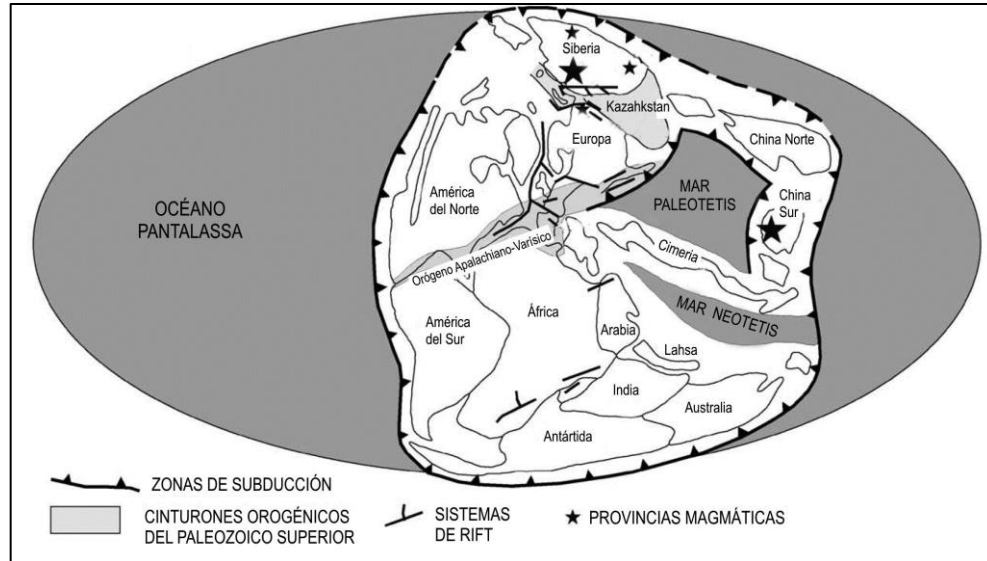 Siberia
Kazahkstan
Europa
China Norte
América
del Norte
MAR
PALEOTETIS
China
Sur
OCÉANO
PANTALASSA
Cimeria
Orógeno Apalachiano-Varísico
MAR NEOTETIS
América
del Sur
África
Arabia
Lahsa
India
Australia
Antártida
ZONAS DE SUBDUCCIÓN
CINTURONES OROGÉNICOS
DEL PALEOZOICO SUPERIOR
SISTEMAS
DE RIFT
PROVINCIAS MAGMÁTICAS